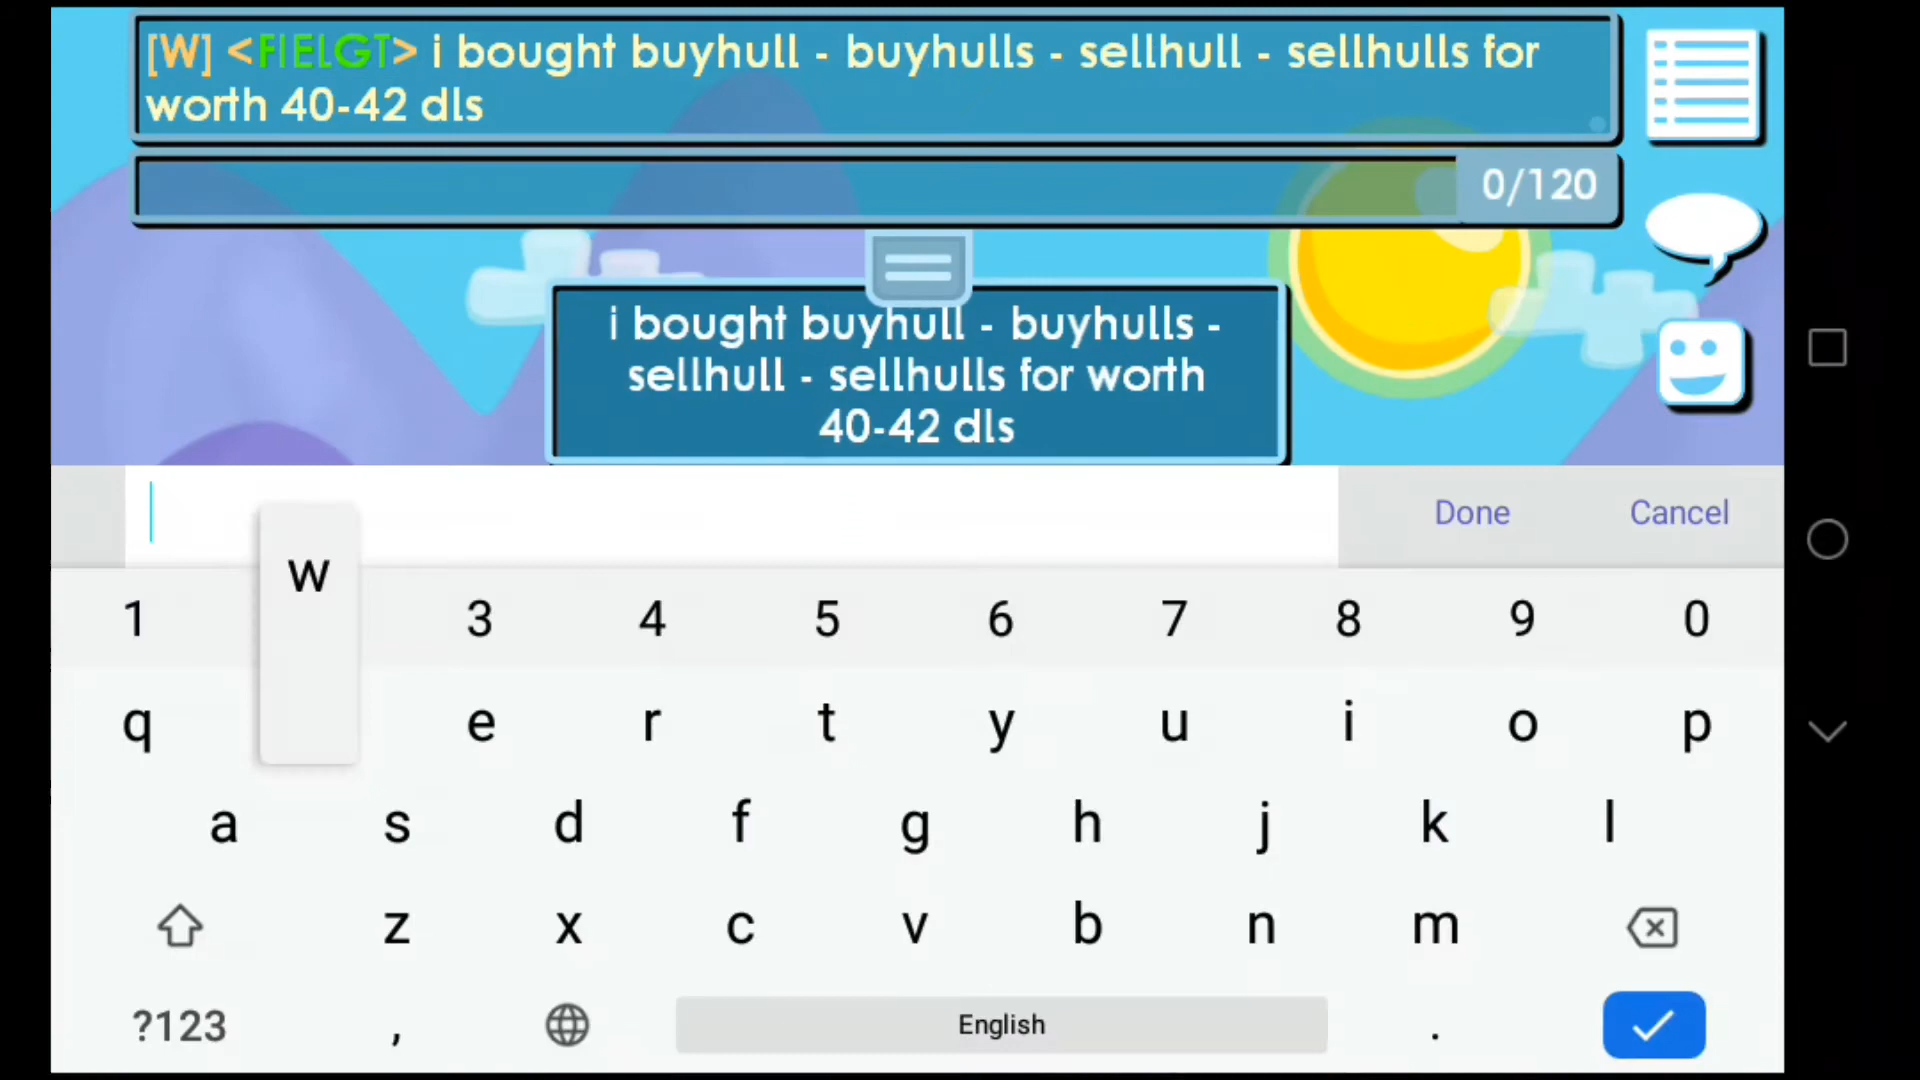 [W] <FIELGT> i bought buyhull - buyhulls - sellhull - sellhulls for
worth 40-42 dls
0/120
i bought buyhull - buyhulls -
sellhull - sellhulls for worth
40-42 dls
Done Cancel
w
1 3 4 5 6 7 8 9 0
q e r t y u i o p
a s d f g h j k l
z x c v b n m
?123 , English .